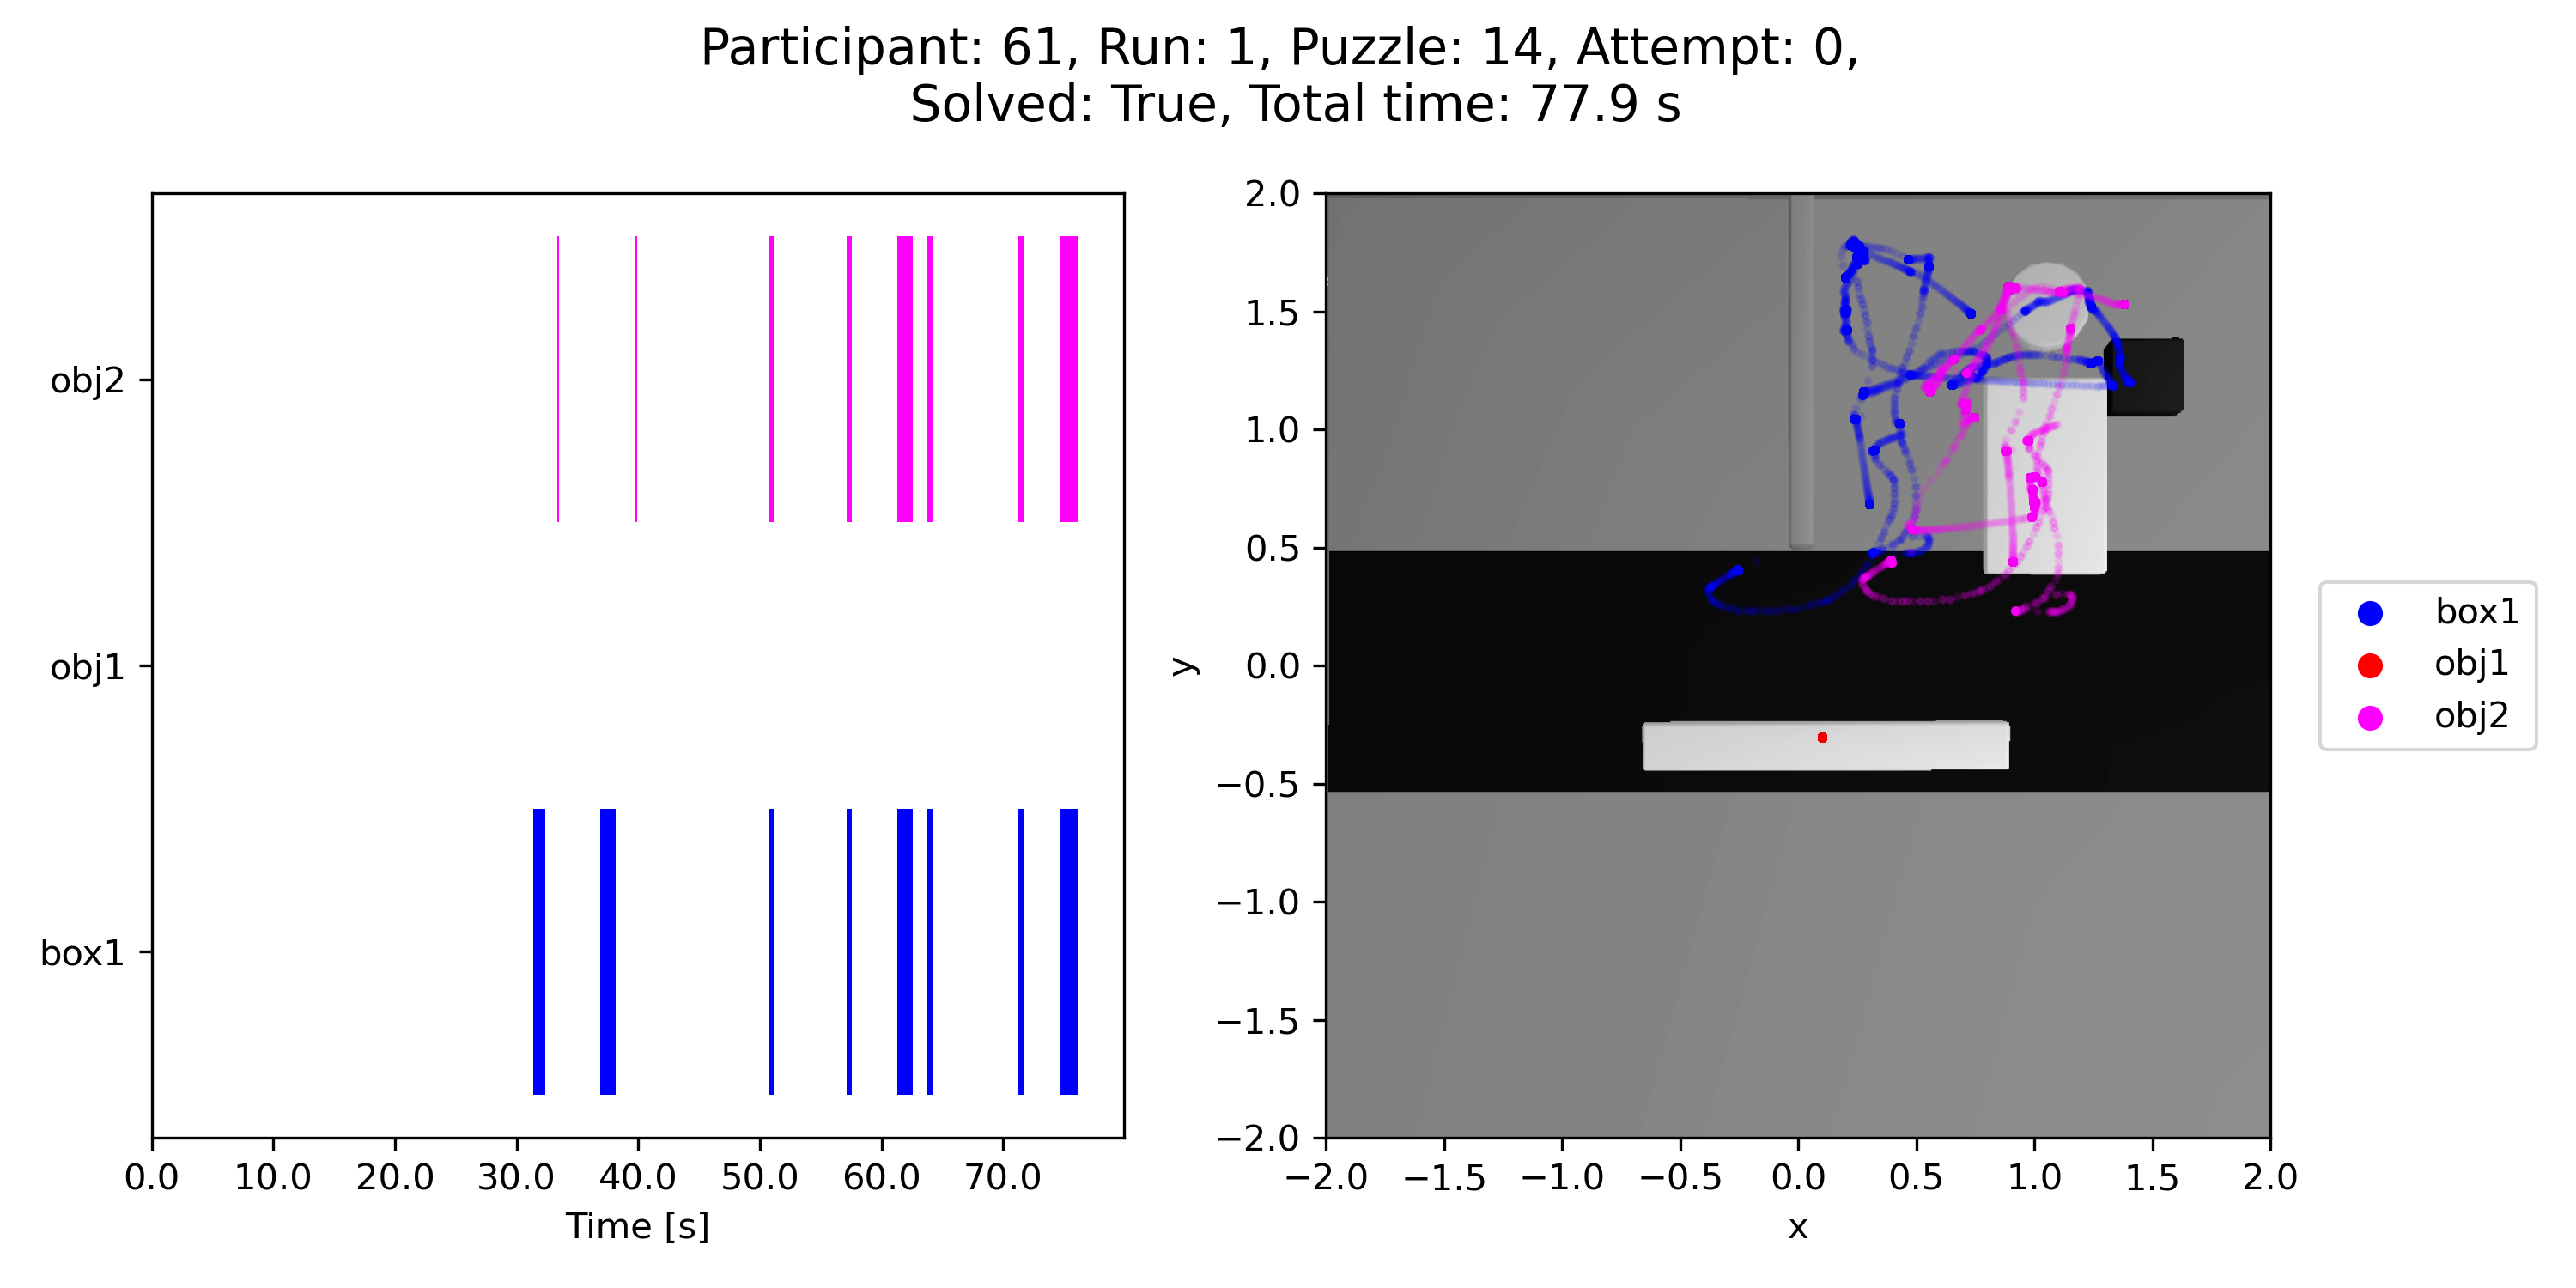 Participant: 61, Run: 1, Puzzle: 14, Attempt: 0,
Solved: True, Total time: 77.9 s
obj2
obj1
box1
0.0 10.0 20.0 30.0 40.0 50.0 60.0 70.0
Time [s]
2.0
1.5
1.0
0.5
0.0
−0.5
−1.0
−1.5
−2.0
y
−2.0 −1.5 −1.0 −0.5 0.0 0.5 1.0 1.5 2.0
x
box1
obj1
obj2